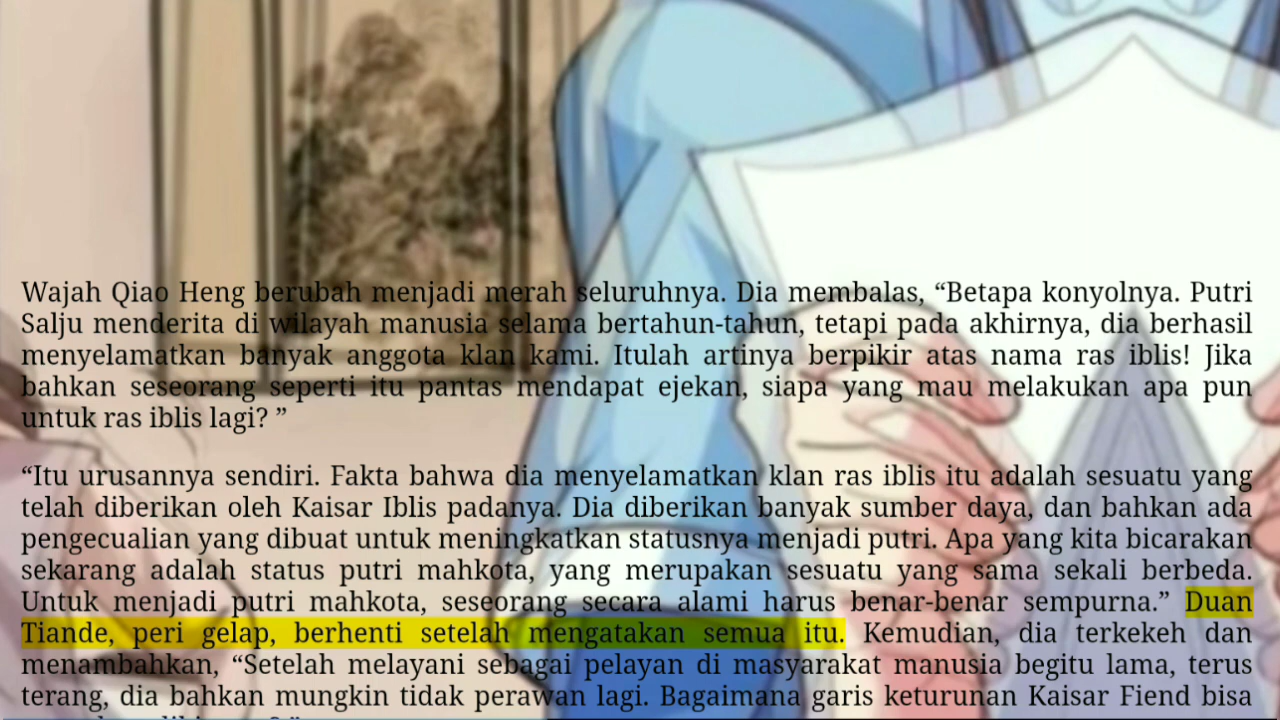 Wajah Qiao Heng berubah menjadi merah seluruhnya. Dia membalas, “Betapa konyolnya. Putri
Salju menderita di wilayah manusia selama bertahun-tahun, tetapi pada akhirnya, dia berhasil
menyelamatkan banyak anggota klan kami. Itulah artinya berpikir atas nama ras iblis! Jika
bahkan seseorang seperti itu pantas mendapat ejekan, siapa yang mau melakukan apa pun
untuk ras iblis lagi? ”
“Itu urusannya sendiri. Fakta bahwa dia menyelamatkan klan ras iblis itu adalah sesuatu yang
telah diberikan oleh Kaisar Iblis padanya. Dia diberikan banyak sumber daya, dan bahkan ada
pengecualian yang dibuat untuk meningkatkan statusnya menjadi putri. Apa yang kita bicarakan
sekarang adalah status putri mahkota, yang merupakan sesuatu yang sama sekali berbeda.
Untuk menjadi putri mahkota, seseorang secara alami harus benar-benar sempurna.” Duan
Tiande, peri gelap, berhenti setelah mengatakan semua itu. Kemudian, dia terkekeh dan
menambahkan, “Setelah melayani sebagai pelayan di masyarakat manusia begitu lama, terus
terang, dia bahkan mungkin tidak perawan lagi. Bagaimana garis keturunan Kaisar Fiend bisa